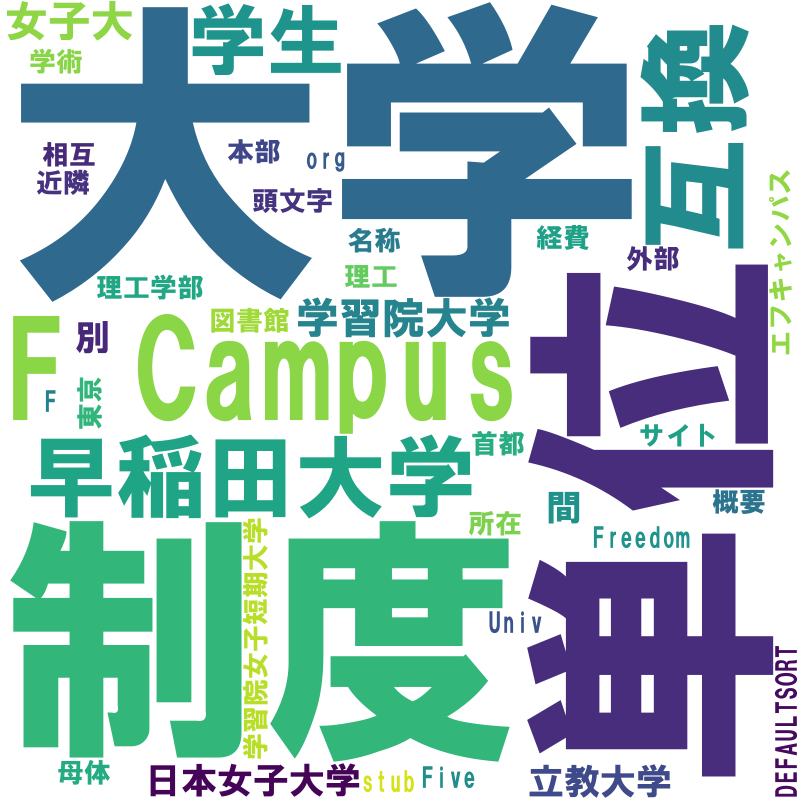 女子大
学術
学生
大学
互換
相互
近隣
本部
org
頭文字
名称
経費
外部
エフキャンパス
理工学部
理工
図書館
学習院大学
別
F Campus
F
東京
単位
早稲田大学
首都
サイト
間
概要
所在
制度
学習院女子短期大学
Freedom
Univ
DEFAULTSORT
母体
日本女子大学
stub
Five
立教大学